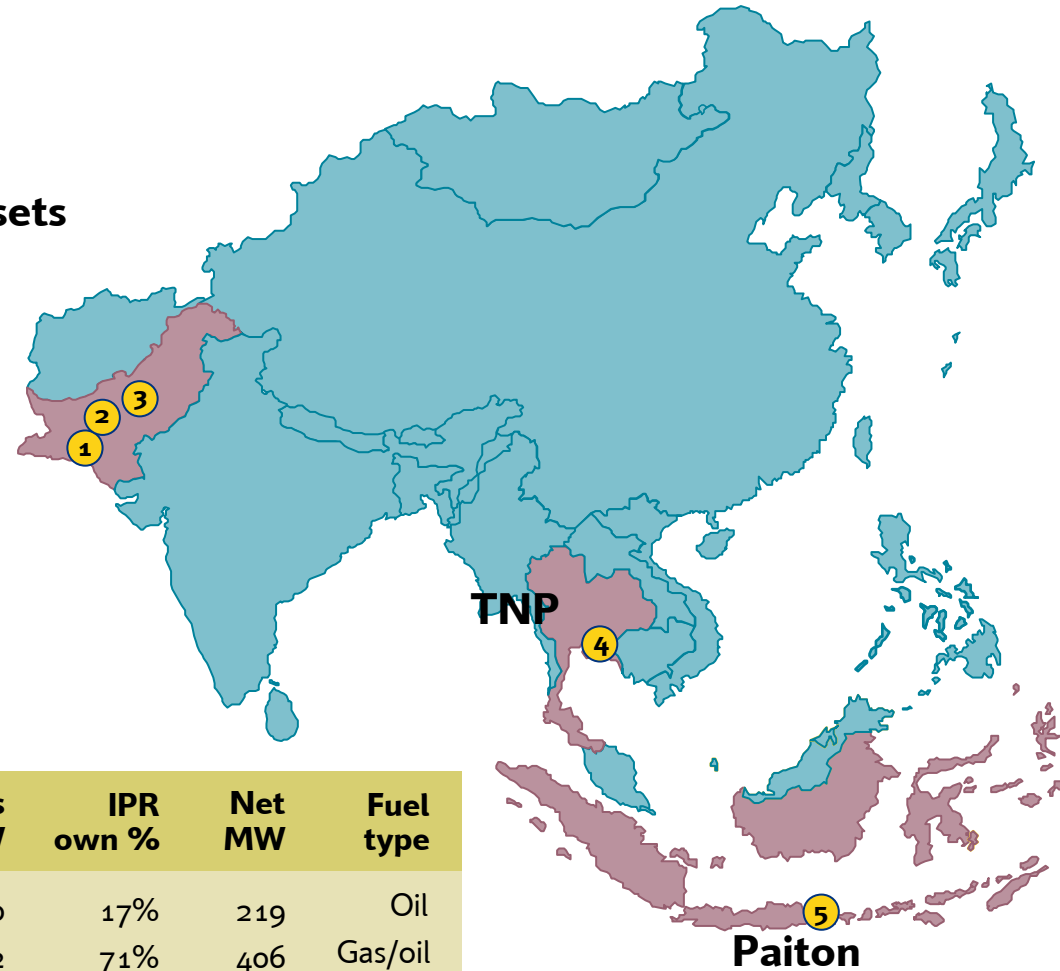 sets
3
2
1
TNP
4
IPR Net Fuel
own % MW type
17% 219 Oil
71% 406 Gas/oil
5
Paiton